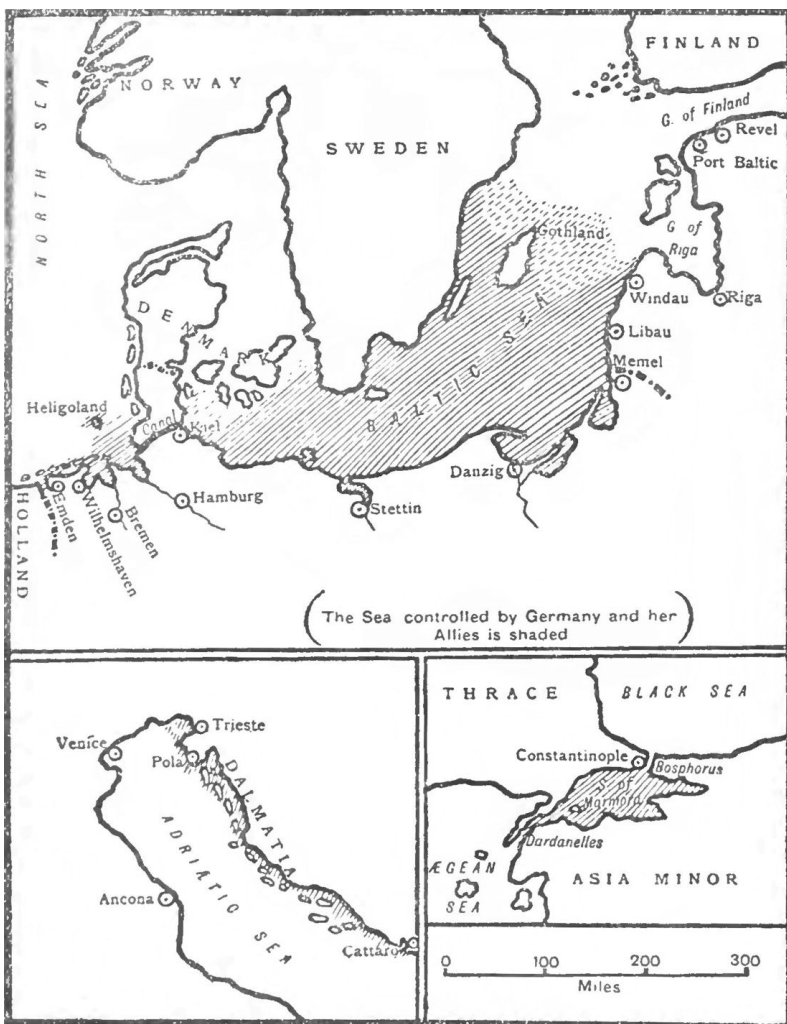 FINLAND
NORWAY
NORTH SEA
SWEDEN
G. of Finland
Revel
Port Baltic
Gothland
G. of
Riga
Windau
Riga
Libau
Memel
DENMARK
BALTIC SEA
Heligoland
Canal
Kiel
Danzig
Hamburg
Stettin
HOLLAND
Emden
Wilhelmshaven
Bremen
(The Sea controlled by Germany and her
Allies is shaded)
Trieste
Venice
Pola
DALMATIA
ADRIATIC SEA
Ancona
Cattaro
THRACE
BLACK SEA
Constantinople
Bosphorus
of
Marmora
Dardanelles
ÆGEAN
SEA
ASIA MINOR
0 100 200 300
Miles